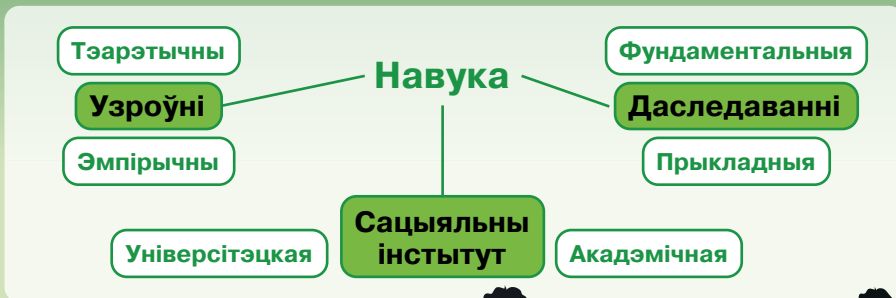 Навука
Тэарэтычны
Узроўні
Эмпірычны
Фундаментальныя
Даследаванні
Прыкладныя
Універсітэцкая
Сацыяльны
інстытут
Акадэмічная